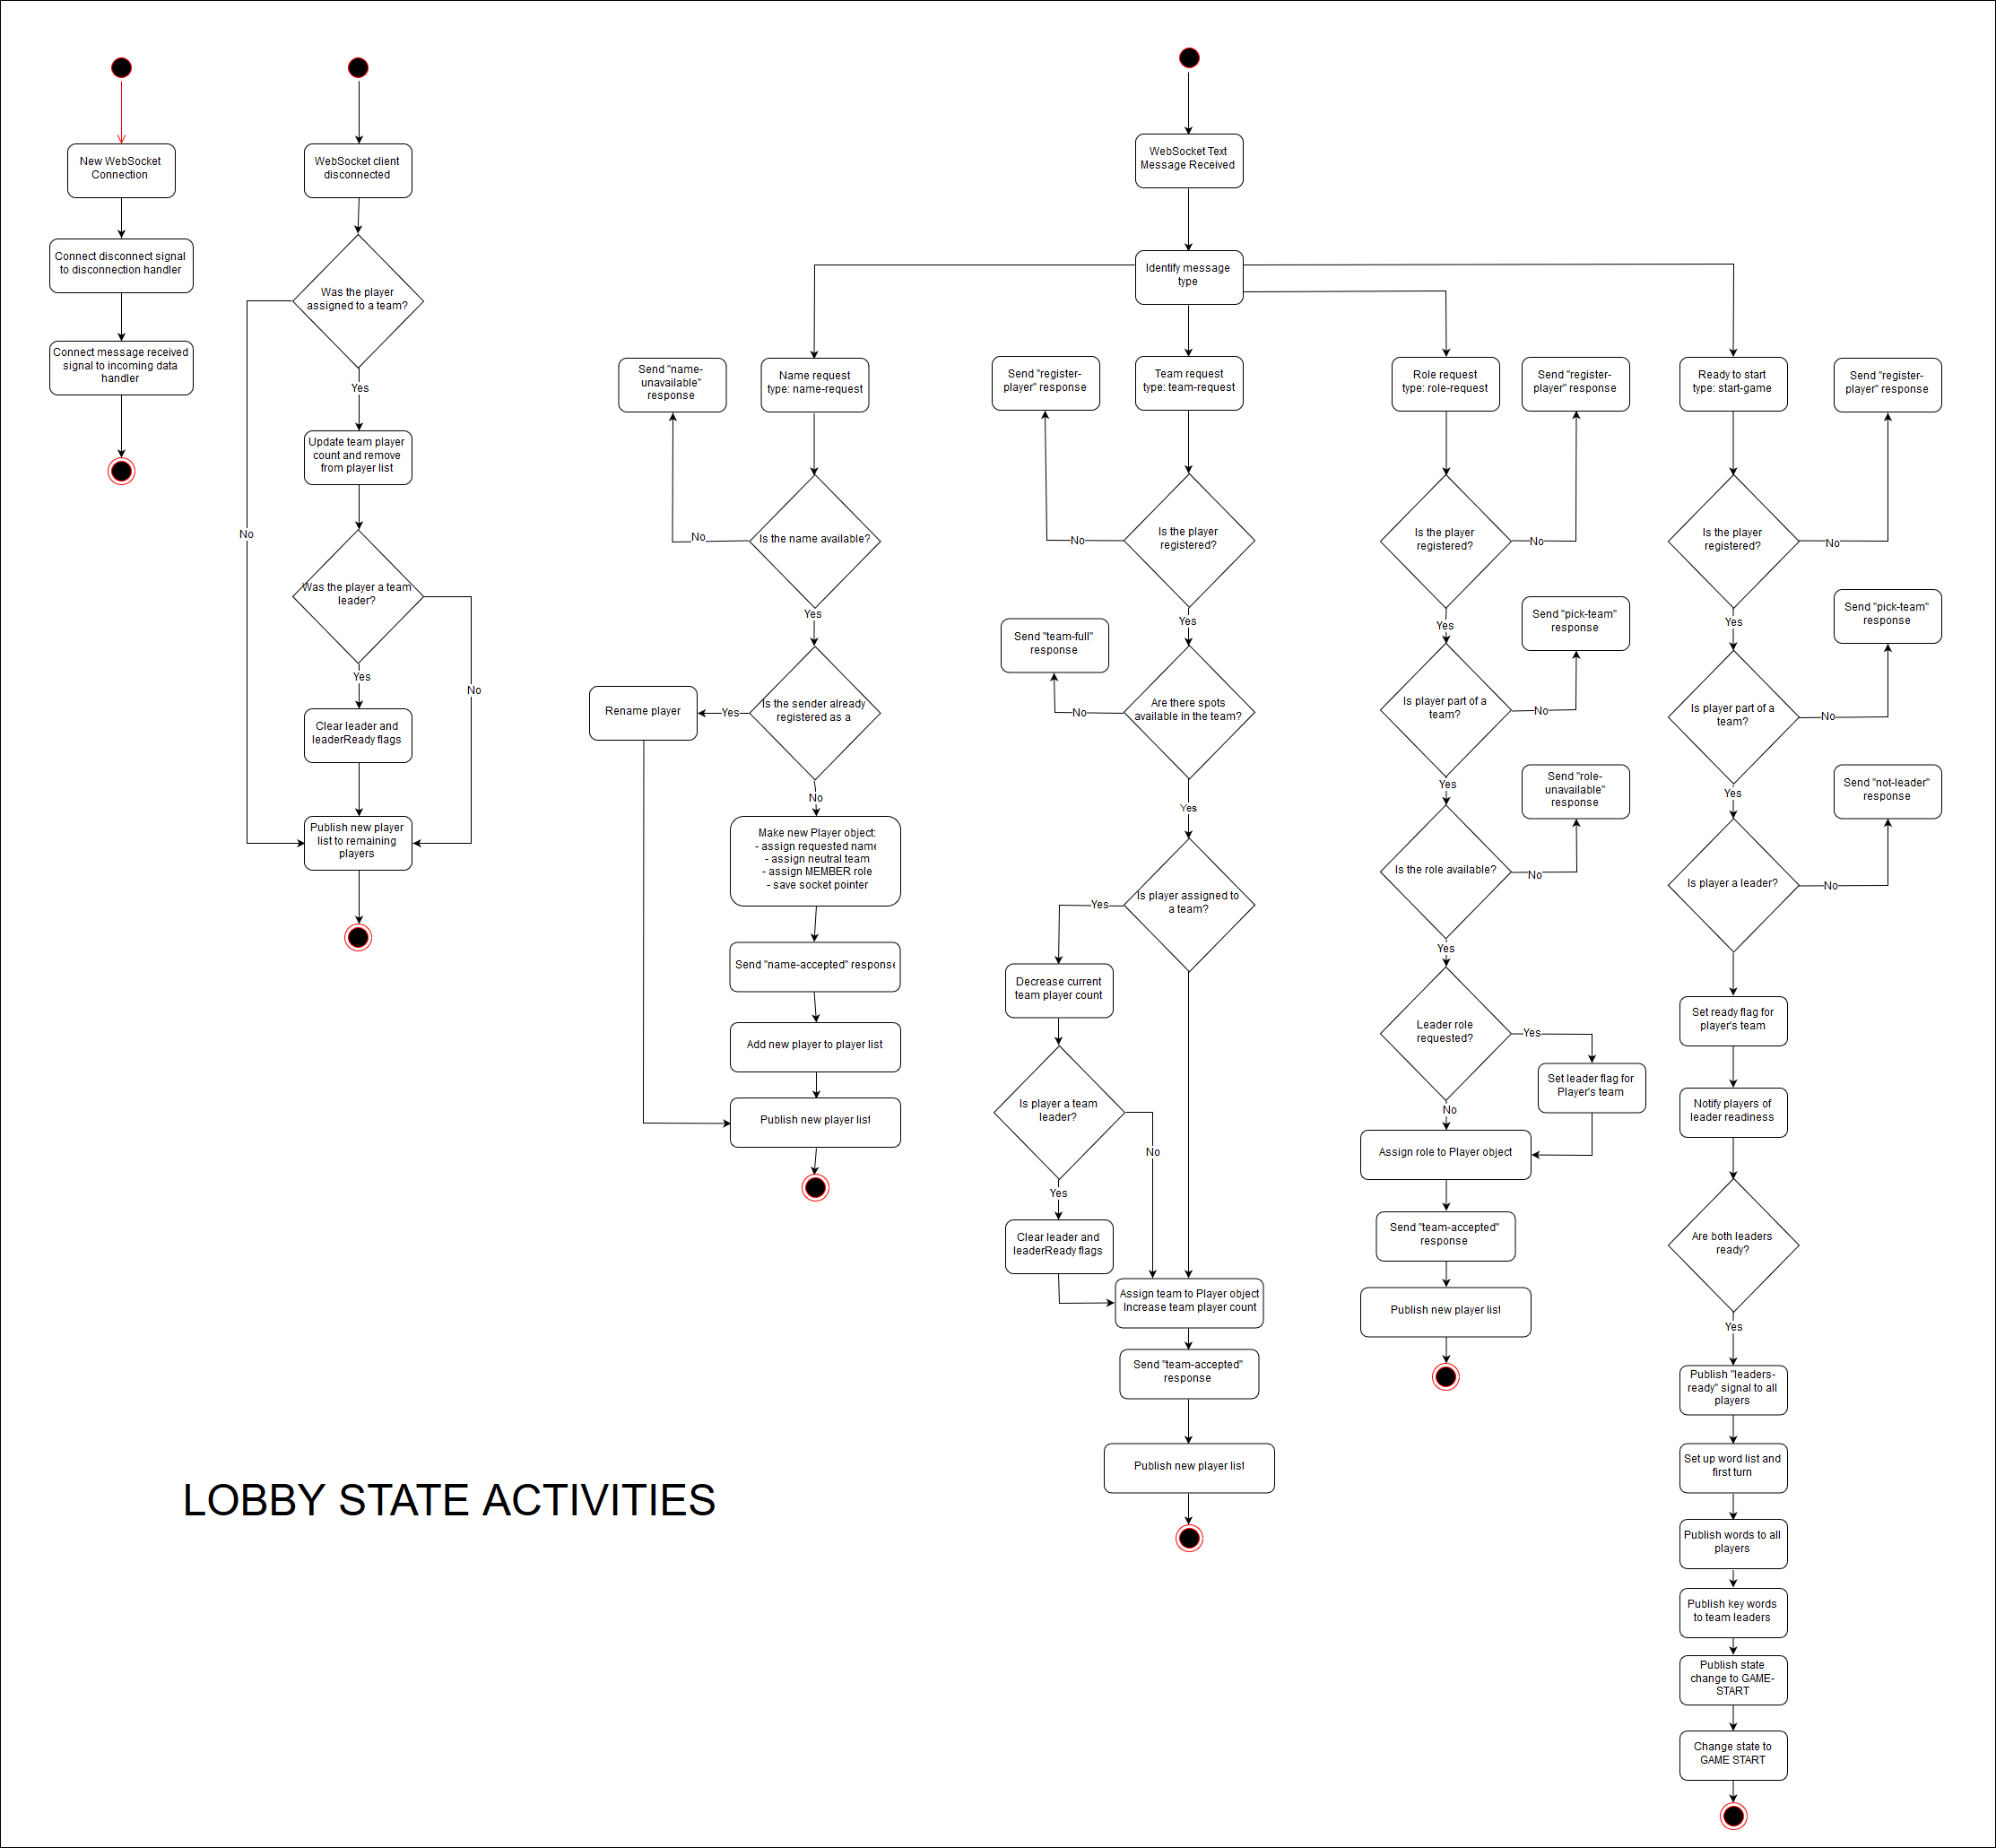 New WebSocket
Connection
Connect disconnect signal
to disconnection handler
Connect message received
signal to incoming data
handler
WebSocket client
disconnected
Was the player
assigned to a team?
Yes
No
Update team player
count and remove
from player list
Was the player a team
leader?
Yes
No
Clear leader and
leaderReady flags
Publish new player
list to remaining
players
WebSocket Text
Message Received
Identify message
type
Send "name-
unavailable"
response
Name request
type: name-request
No
Is the name available?
Yes
Rename player
Yes
Is the sender already
registered as a
No
Make new Player object:
- assign requested name
- assign neutral team
- assign MEMBER role
- save socket pointer
Send "name-accepted" response
Add new player to player list
Publish new player list
Send "register-
player" response
Team request
type: team-request
No
Is the player
registered?
Yes
Send "team-full"
response
No
Are there spots
available in the team?
Yes
Yes
Is player assigned to
a team?
Decrease current
team player count
Is player a team
leader?
No
Yes
Clear leader and
leaderReady flags
Assign team to Player object
Increase team player count
Send "team-accepted"
response
Publish new player list
Role request
type: role-request
Send "register-
player" response
Is the player
registered?
No
Yes
Send "pick-team"
response
Is player part of a
team?
No
Yes
Send "role-
unavailable"
response
Is the role available?
No
Yes
Leader role
requested?
Yes
Set leader flag for
Player's team
No
Assign role to Player object
Send "team-accepted"
response
Publish new player list
Ready to start
type: start-game
Send "register-
player" response
Is the player
registered?
No
Yes
Send "pick-team"
response
Is player part of a
team?
No
Yes
Send "not-leader"
response
Is player a leader?
No
Set ready flag for
player's team
Notify players of
leader readiness
Are both leaders
ready?
Yes
Publish "leaders-
ready" signal to all
players
Set up word list and
first turn
Publish words to all
players
Publish key words
to team leaders
Publish state
change to GAME-
START
Change state to
GAME START
LOBBY STATE ACTIVITIES